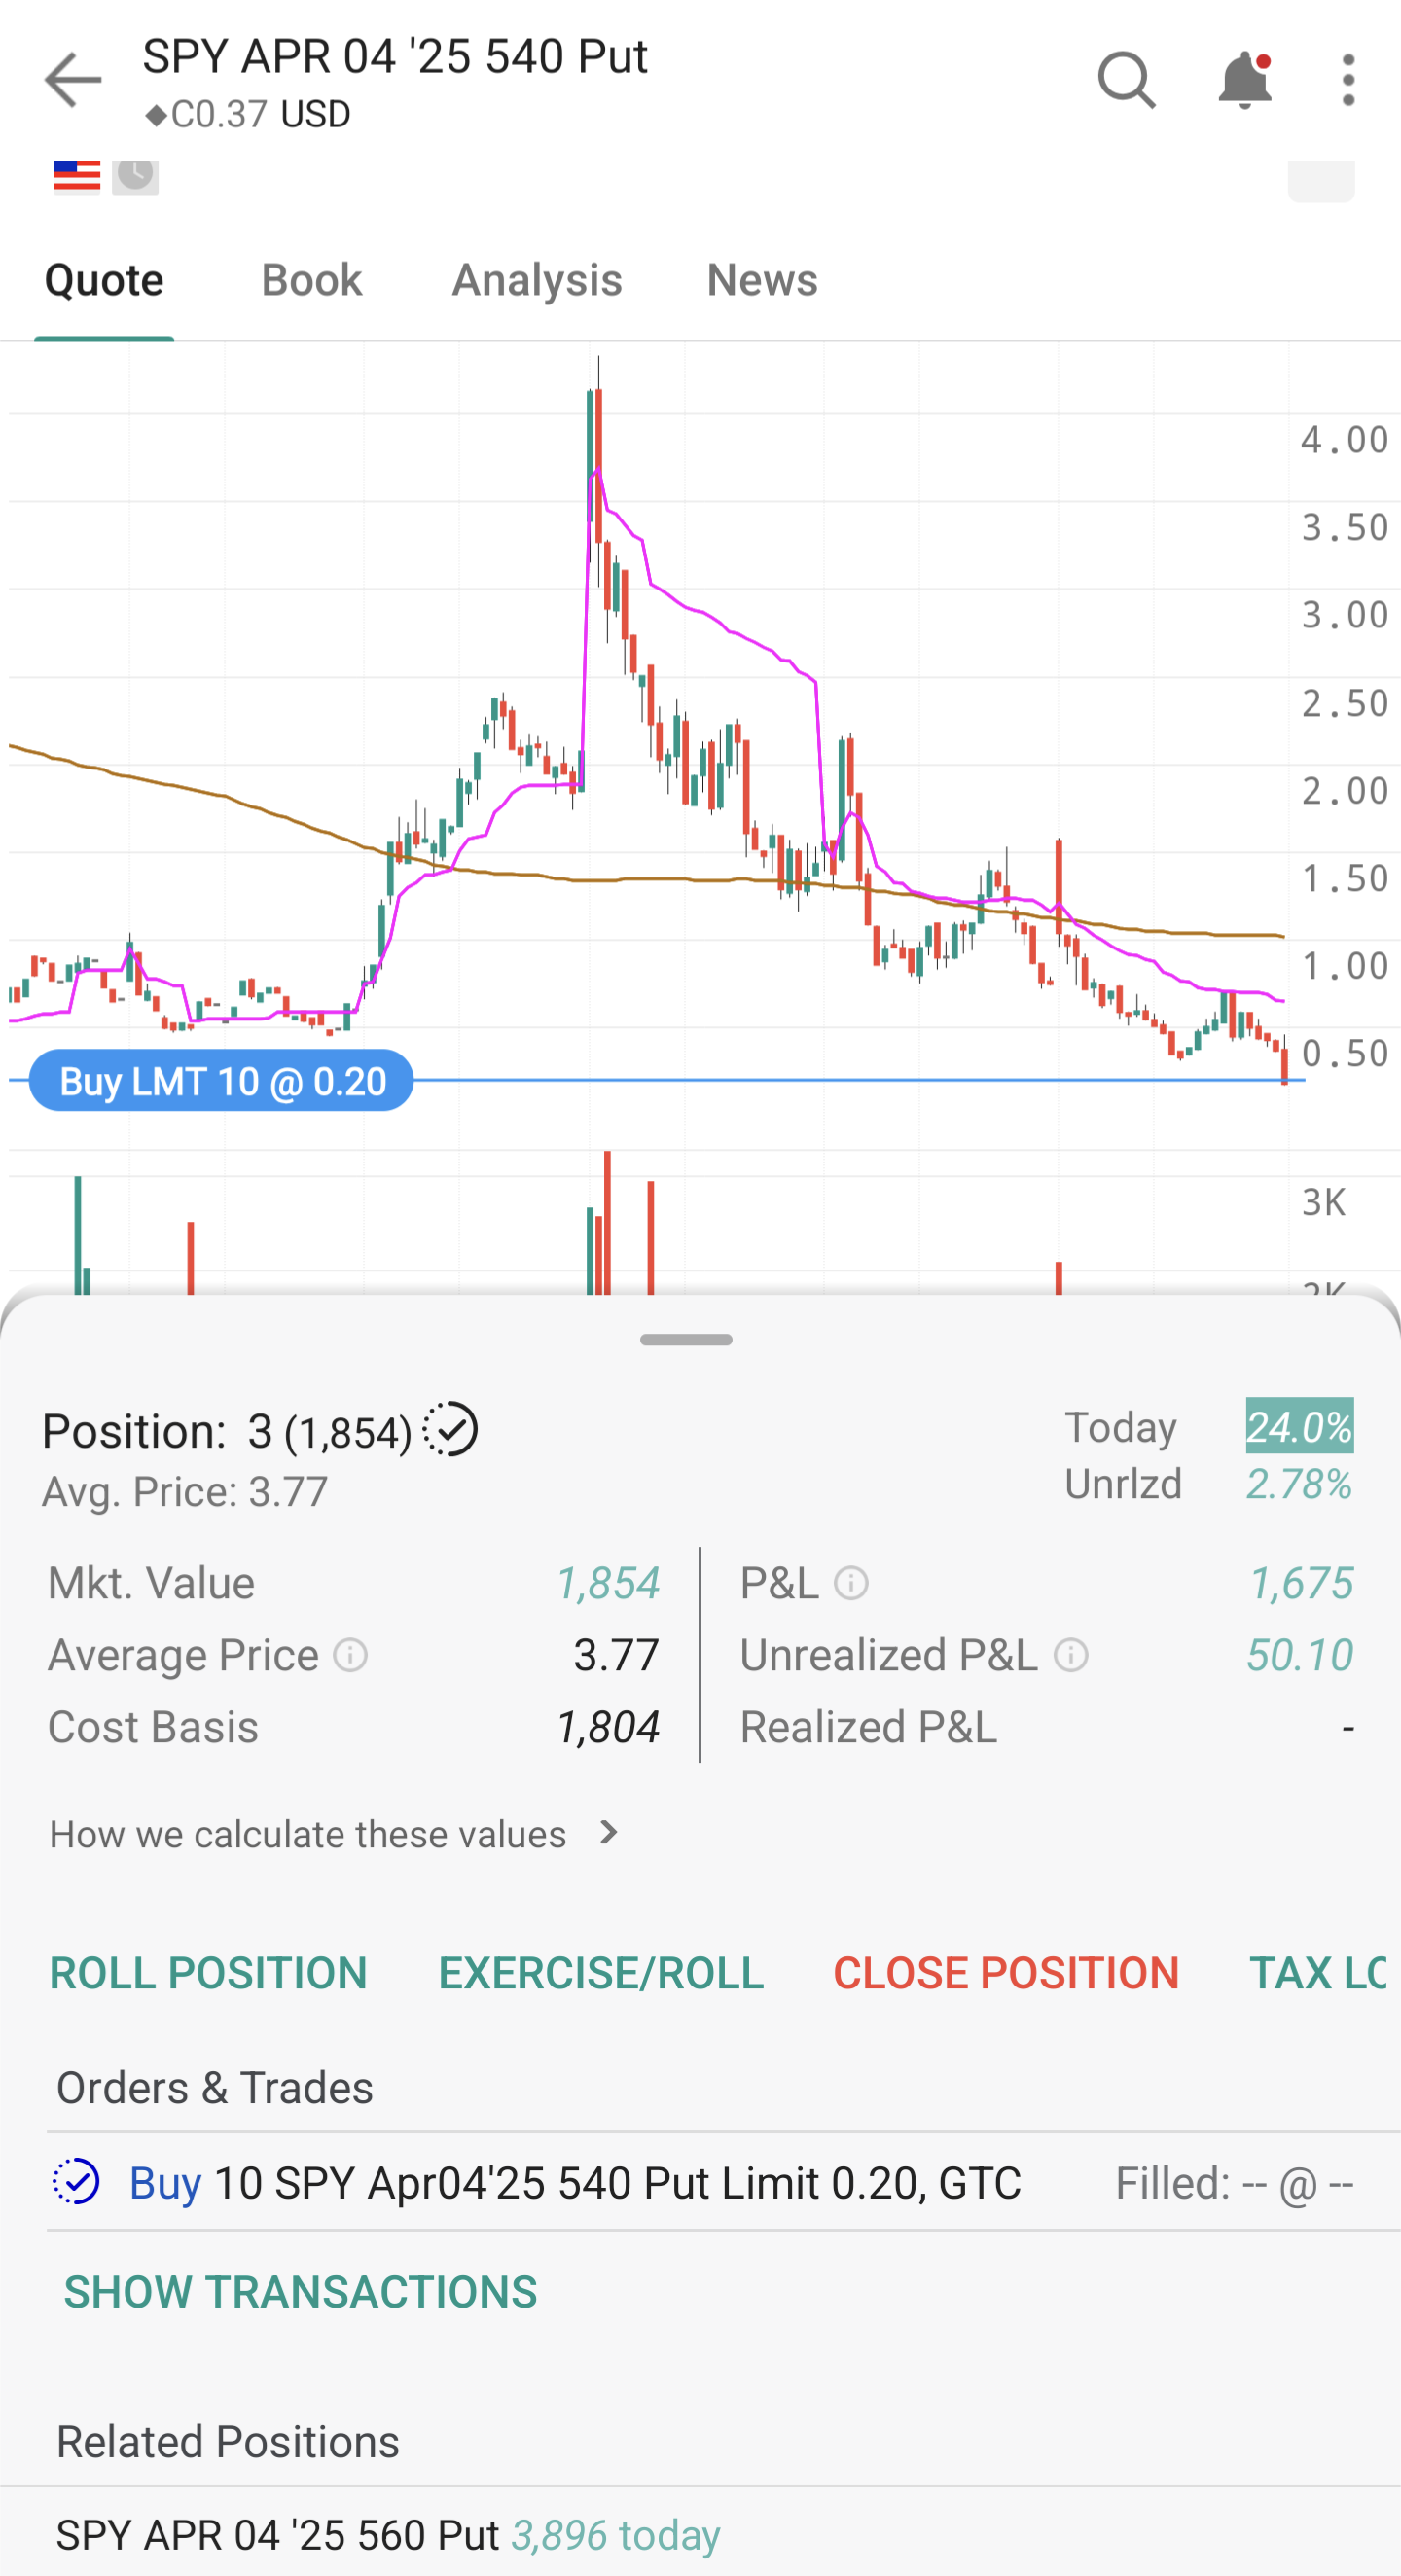 SPY APR 04 '25 540 Put
◆C0.37 USD
Quote Book Analysis News
4.00
3.50
3.00
2.50
2.00
1.50
1.00
0.50
Buy LMT 10 @ 0.20
3K
2K
Position: 3 (1,854)
Today 24.0%
Avg. Price: 3.77
Unrlzd 2.78%
Mkt. Value 1,854
P&L 1,675
Average Price 3.77
Unrealized P&L 50.10
Cost Basis 1,804
Realized P&L -
How we calculate these values
ROLL POSITION EXERCISE/ROLL CLOSE POSITION TAX LO
Orders & Trades
Buy 10 SPY Apr04'25 540 Put Limit 0.20, GTC Filled: -- @ --
SHOW TRANSACTIONS
Related Positions
SPY APR 04 '25 560 Put 3,896 today